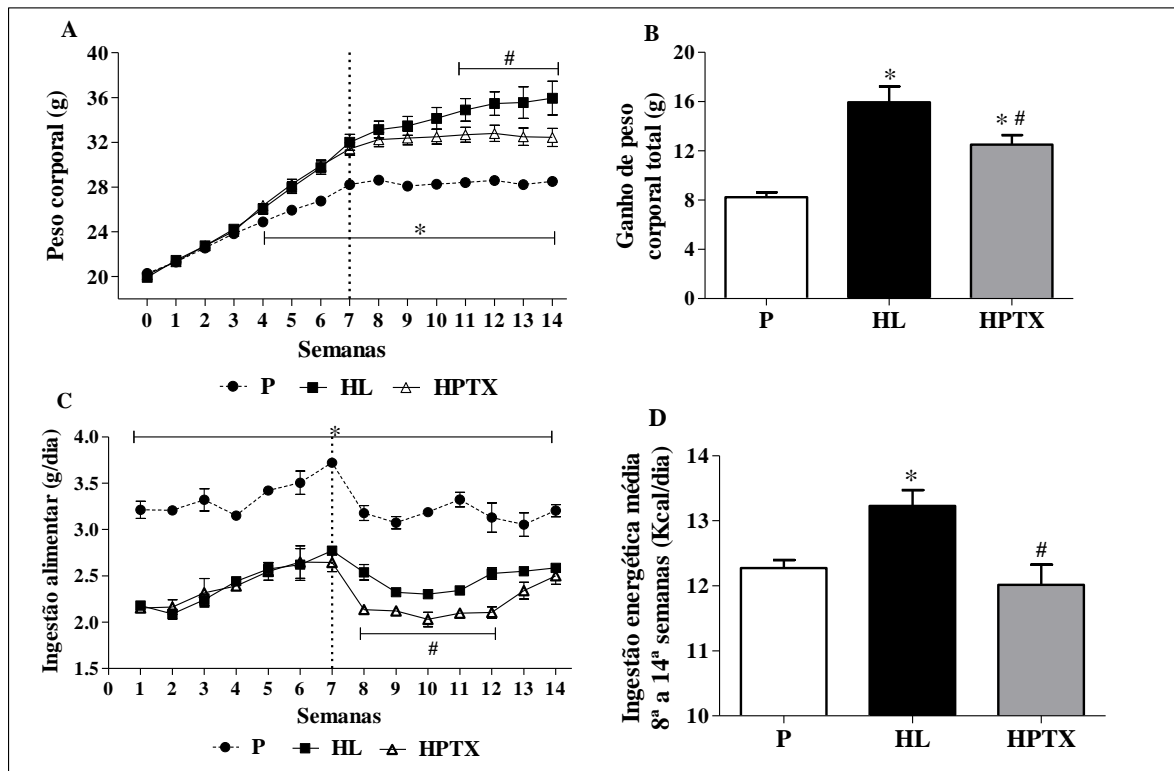 A
Peso corporal (g)
40
36
32
28
24
20
#
*
0 1 2 3 4 5 6 7 8 9 10 11 12 13 14
Semanas
P HL HPTX
B
Ganho de peso
corporal total (g)
20
16
12
8
4
0
*
* #
P HL HPTX
C
Ingestão alimentar (g/dia)
4.0
3.5
3.0
2.5
2.0
1.5
*
#
0 1 2 3 4 5 6 7 8 9 10 11 12 13 14
Semanas
P HL HPTX
D
Ingestão energética média
8ª a 14ª semanas (Kcal/dia)
14
13
12
11
10
*
#
P HL HPTX